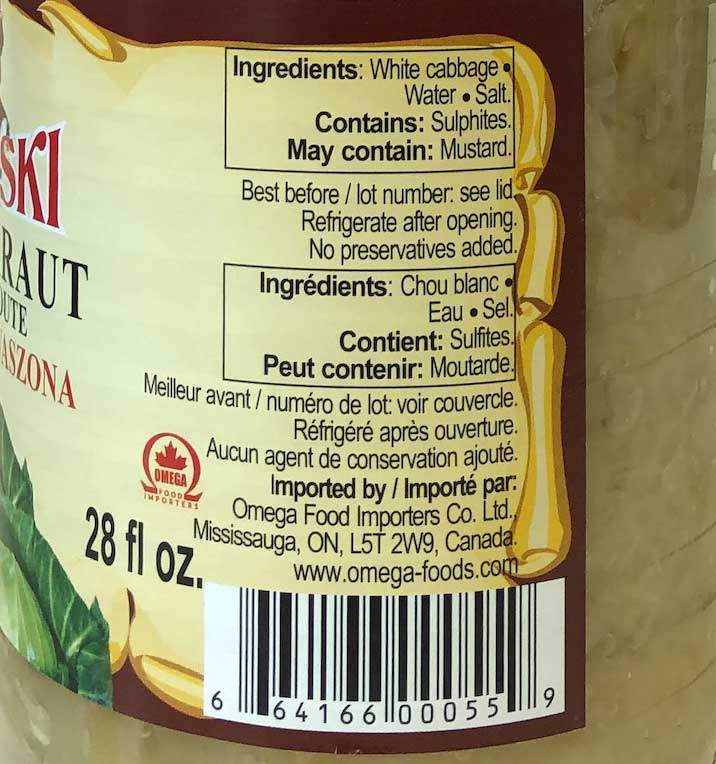 SKI
RAUT
OUTE
ASZONA
Ingredients: White cabbage •
Water • Salt.
Contains: Sulphites.
May contain: Mustard.
Best before / lot number: see lid
Refrigerate after opening.
No preservatives added.
Ingrédients: Chou blanc •
Eau • Sel.
Contient: Sulfites.
Peut contenir: Moutarde.
Meilleur avant / numéro de lot: voir couvercle.
Réfrigéré après ouverture.
Aucun agent de conservation ajouté.
OMEGA
FOOD
IMPORTERS
Imported by / Importé par:
Omega Food Importers Co. Ltd.,
Mississauga, ON, L5T 2W9, Canada.
www.omega-foods.com
28 fl oz.
6 64166 00055 9